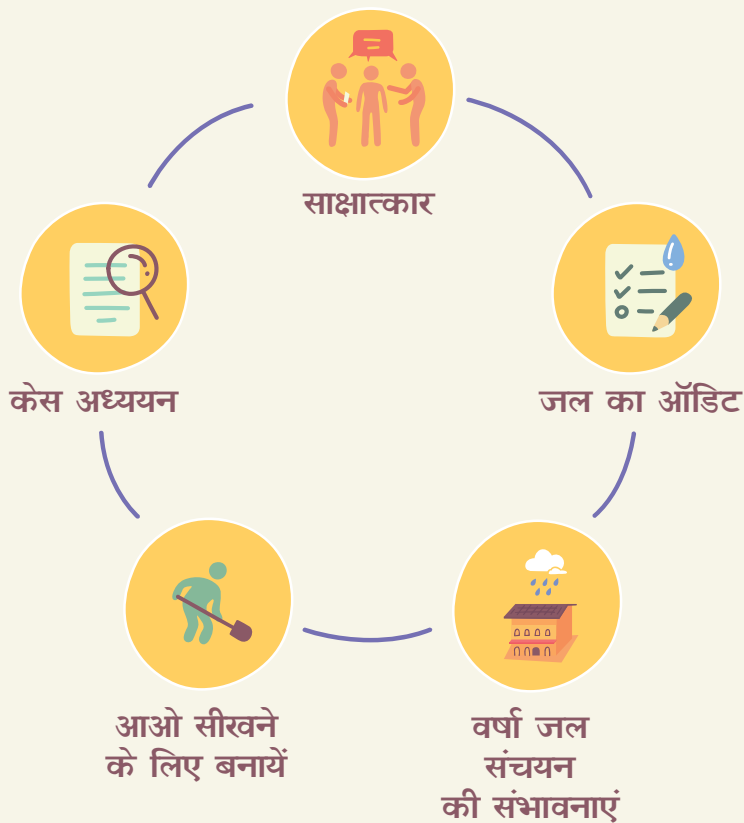 साक्षात्कार
केस अध्ययन
जल का ऑडिट
आओ सीखने
के लिए बनायें
वर्षा जल
संचयन
की संभावनाएं